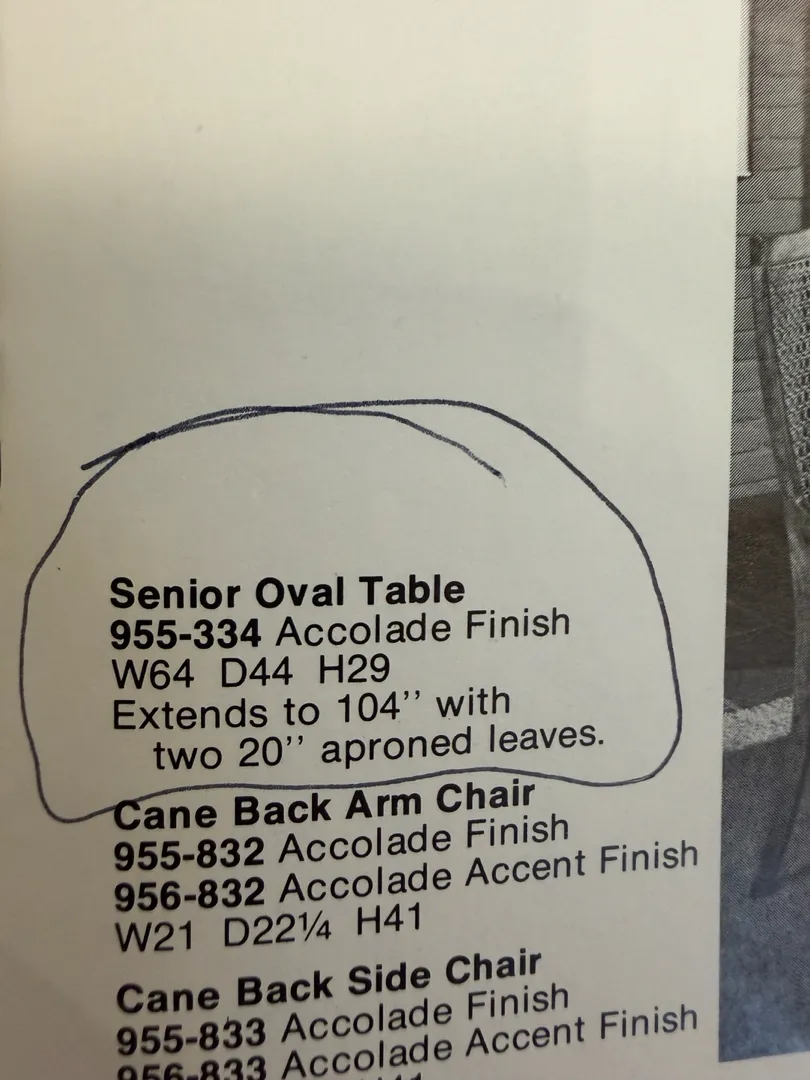 Senior Oval Table
955-334 Accolade Finish
W64 D44 H29
Extends to 104’’ with
two 20’’ aproned leaves.
Cane Back Arm Chair
955-832 Accolade Finish
956-832 Accolade Accent Finish
W21 D22¼ H41
Cane Back Side Chair
955-833 Accolade Finish
956-833 Accolade Accent Finish